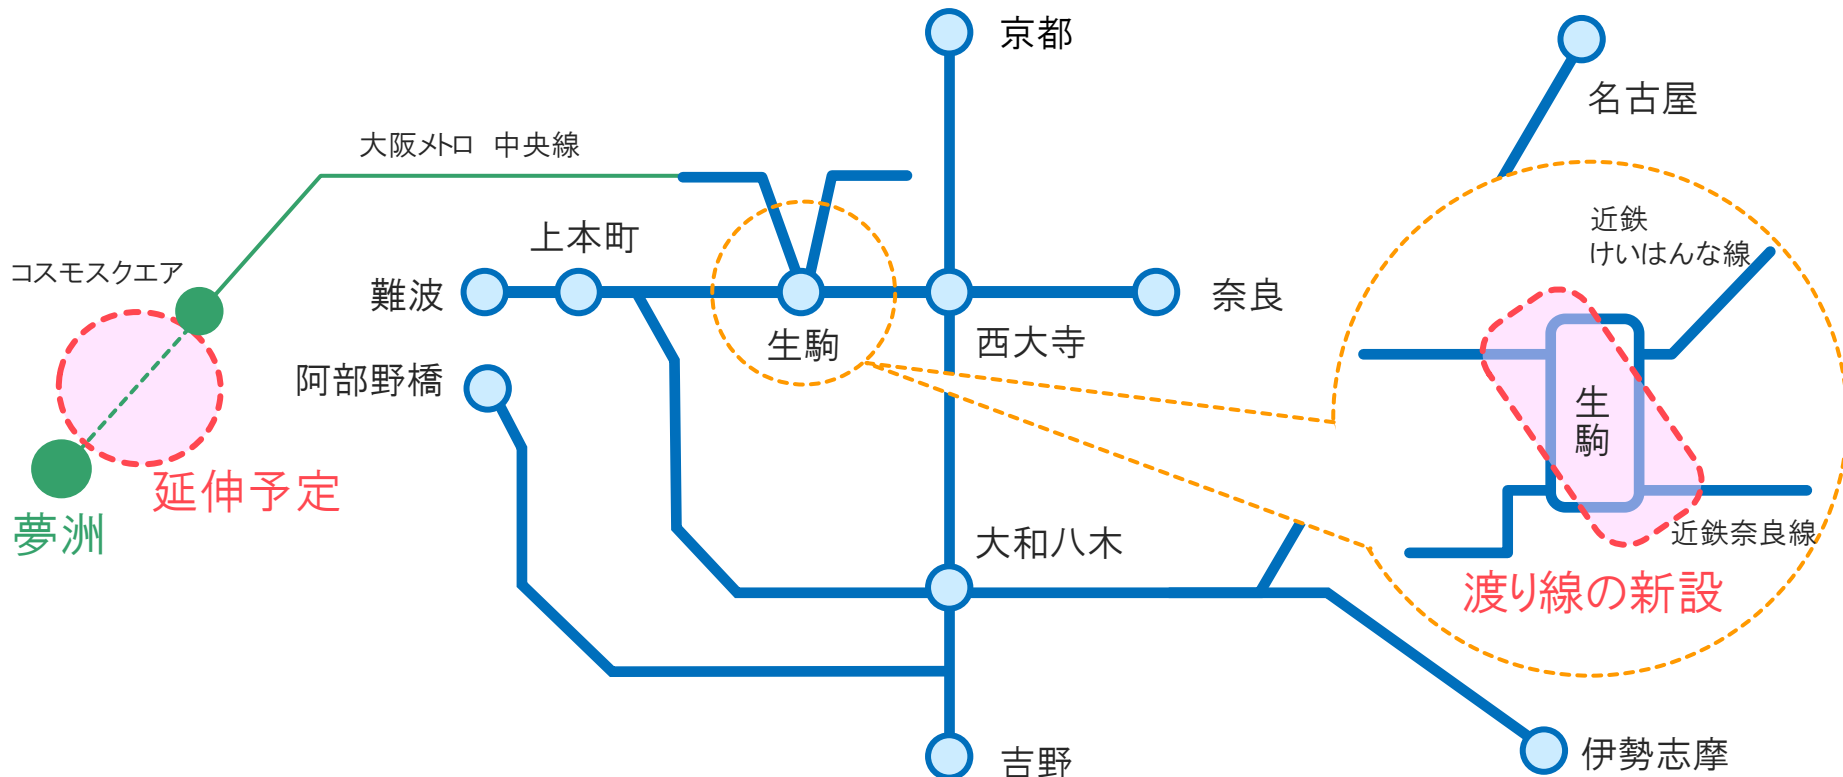 京都
名古屋
大阪メトロ 中央線
近鉄
けいはんな線
上本町
コスモスクエア
難波
奈良
生駒
西大寺
阿部野橋
生駒
延伸予定
夢洲
大和八木
近鉄奈良線
渡り線の新設
吉野
伊勢志摩